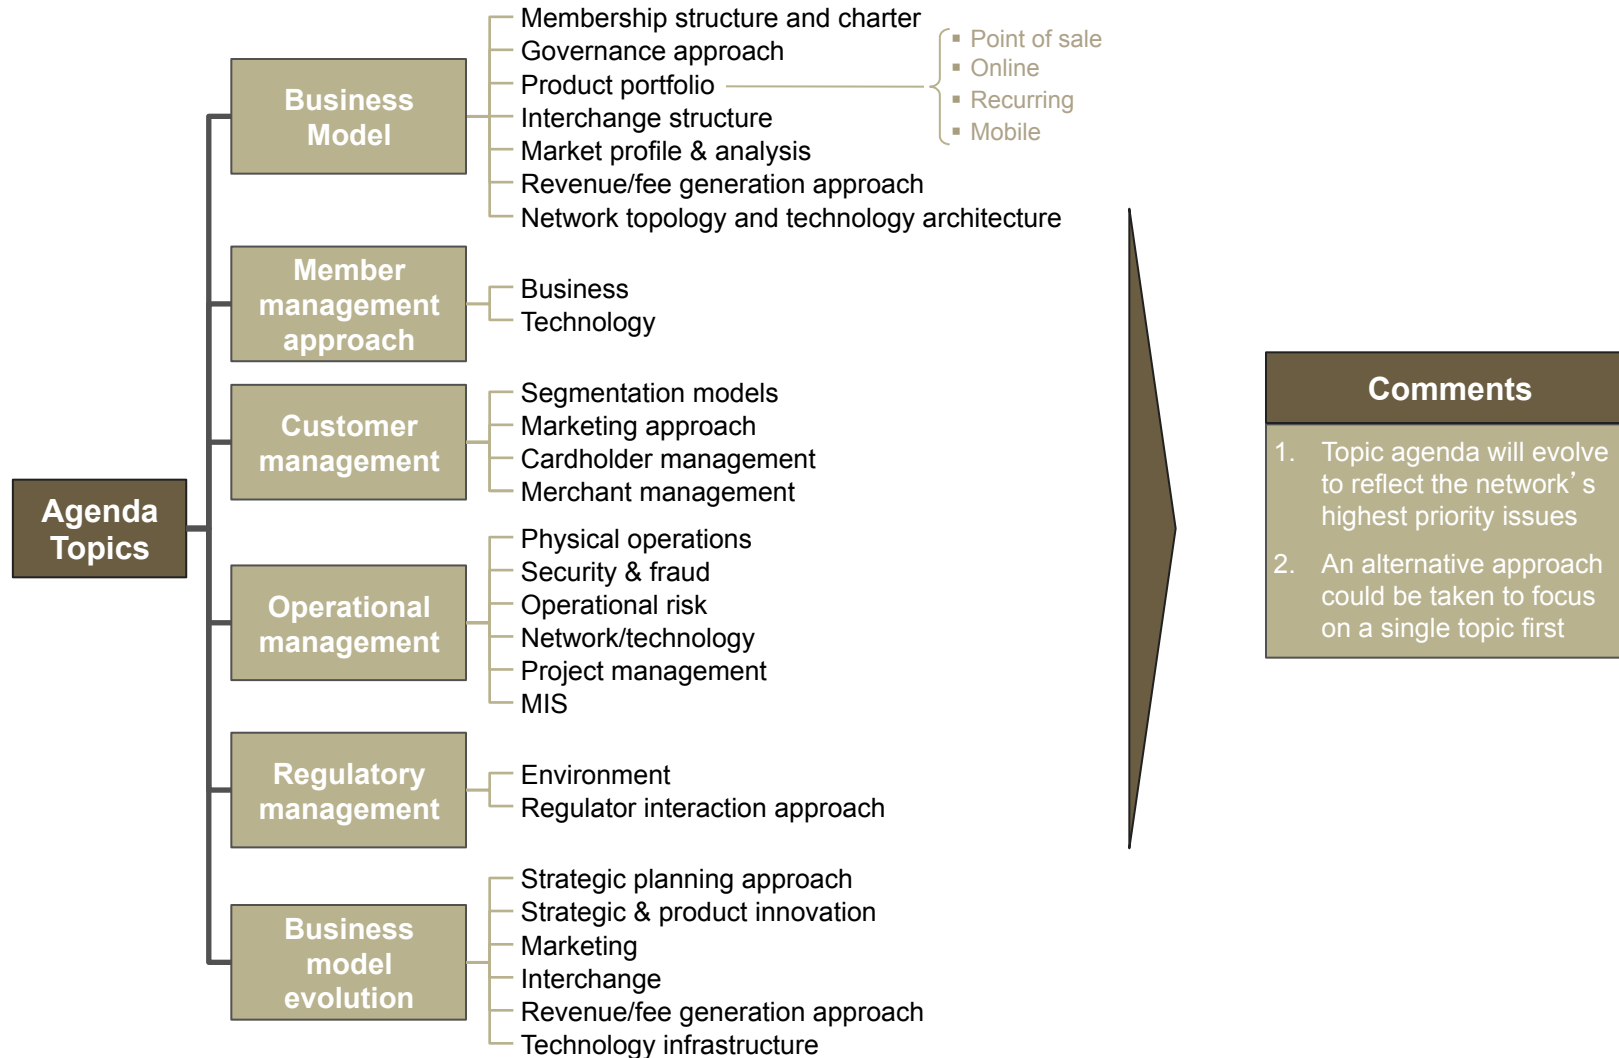 Agenda
Topics
Business
Model
Membership structure and charter
Governance approach
Product portfolio
Interchange structure
Market profile & analysis
Revenue/fee generation approach
Network topology and technology architecture
▪ Point of sale
▪ Online
▪ Recurring
▪ Mobile
Member
management
approach
Business
Technology
Customer
management
Segmentation models
Marketing approach
Cardholder management
Merchant management
Operational
management
Physical operations
Security & fraud
Operational risk
Network/technology
Project management
MIS
Regulatory
management
Environment
Regulator interaction approach
Business
model
evolution
Strategic planning approach
Strategic & product innovation
Marketing
Interchange
Revenue/fee generation approach
Technology infrastructure
Comments
1. Topic agenda will evolve
to reflect the network’s
highest priority issues
2. An alternative approach
could be taken to focus
on a single topic first